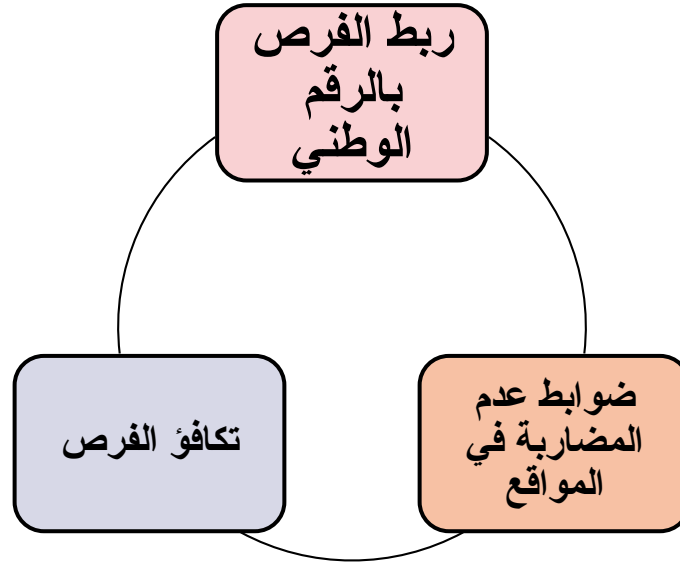 ربط الفرص
بالرقم
الوطني
ضوابط عدم
المضاربة في
المواقع
تكافؤ الفرص